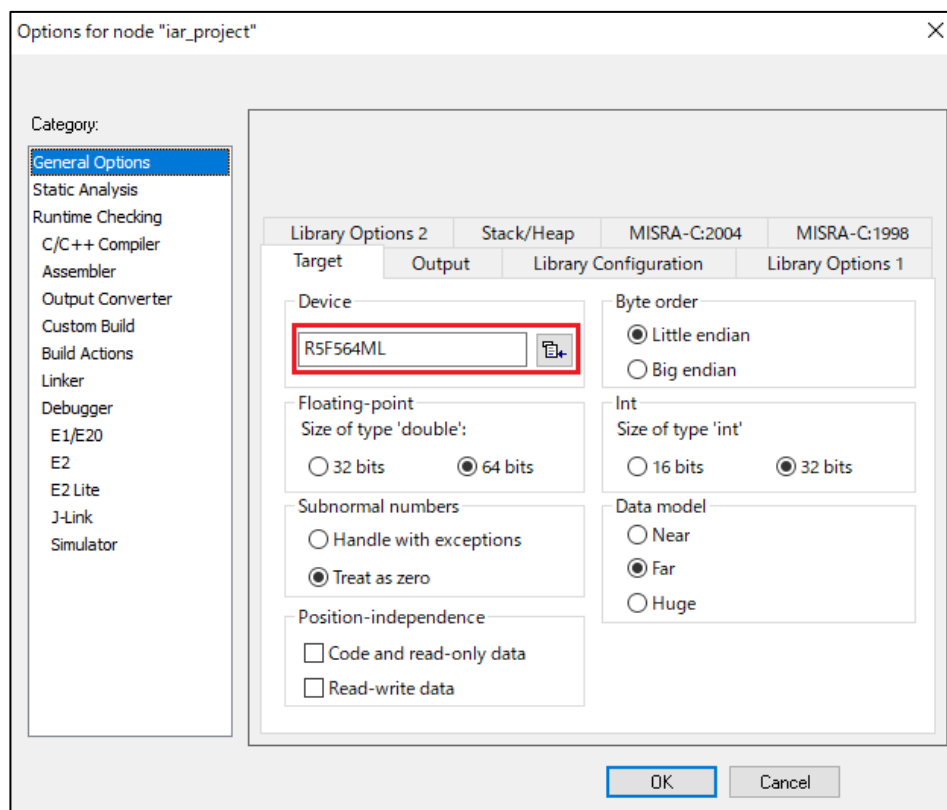 Options for node "iar_project"
Category:
General Options
Static Analysis
Runtime Checking
C/C++ Compiler
Assembler
Output Converter
Custom Build
Build Actions
Linker
Debugger
E1/E20
E2
E2 Lite
J-Link
Simulator
Library Options 2 Stack/Heap MISRA-C:2004 MISRA-C:1998
Target Output Library Configuration Library Options 1
Device
R5F564ML
Byte order
Little endian
Big endian
Floating-point
Size of type 'double':
32 bits 64 bits
Int
Size of type 'int'
16 bits 32 bits
Subnormal numbers
Handle with exceptions
Treat as zero
Data model
Near
Far
Huge
Position-independence
Code and read-only data
Read-write data
OK Cancel